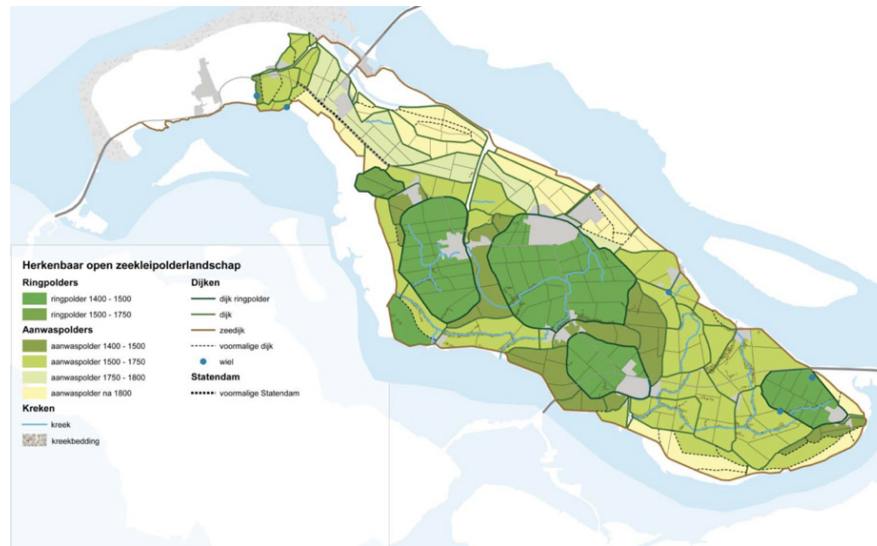 Herkenbaar open zeekleipolderlandschap
Ringpolders
ringpolder 1400 - 1500
ringpolder 1500 - 1750
Aanwaspolders
aanwaspolder 1400 - 1500
aanwaspolder 1500 - 1750
aanwaspolder 1750 - 1800
aanwaspolder na 1800
Kreken
kreek
kreekbedding
Dijken
dijk ringpolder
dijk
zeedijk
voormalige dijk
wiel
Statendam
voormalige Statendam